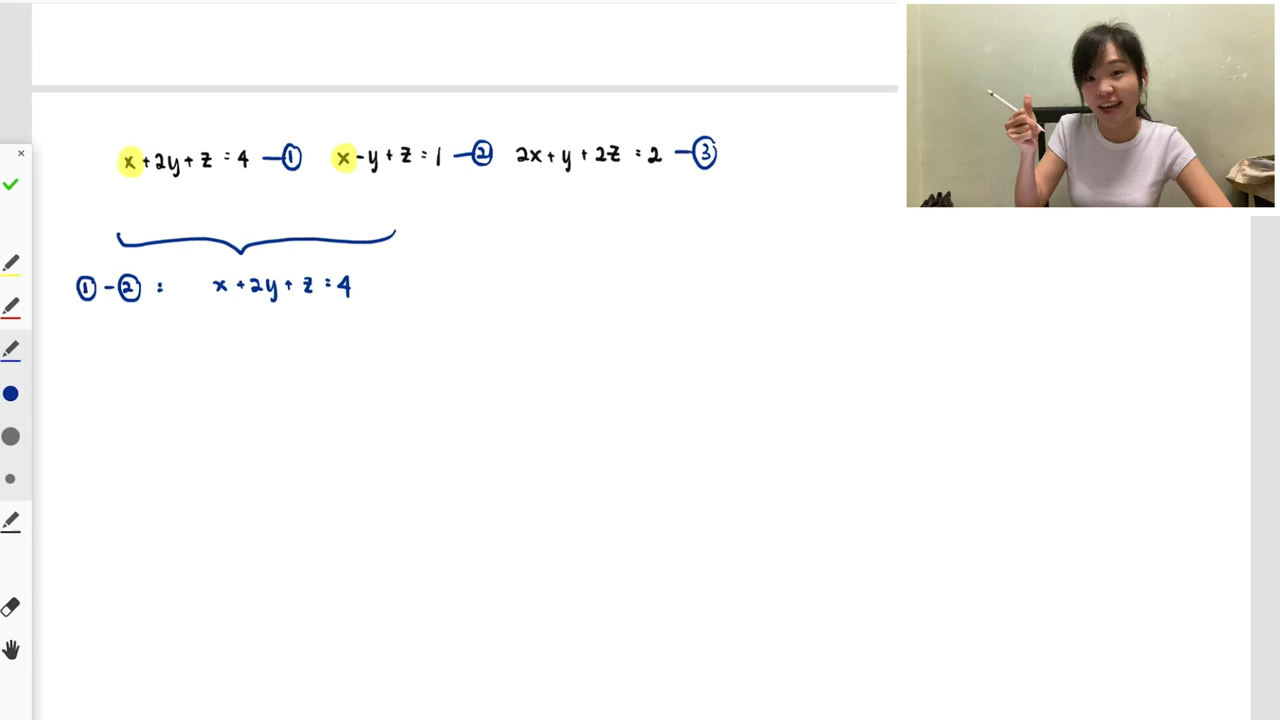 x + 2y + z = 4 — ① x - y + z = 1 — ② 2x + y + 2z = 2 — ③
① - ② : x + 2y + z = 4